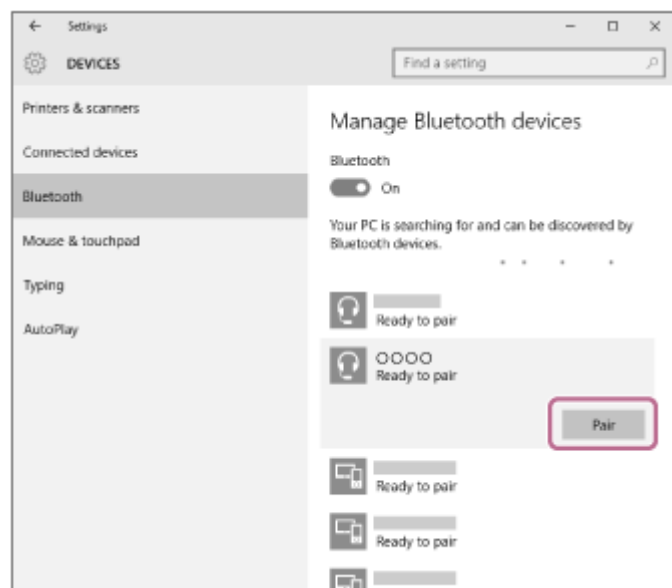 Settings
DEVICES
Find a setting
Printers & scanners
Connected devices
Bluetooth
Mouse & touchpad
Typing
AutoPlay
Manage Bluetooth devices
Bluetooth
On
Your PC is searching for and can be discovered by
Bluetooth devices.
Ready to pair
OOOO
Ready to pair
Pair
Ready to pair
Ready to pair